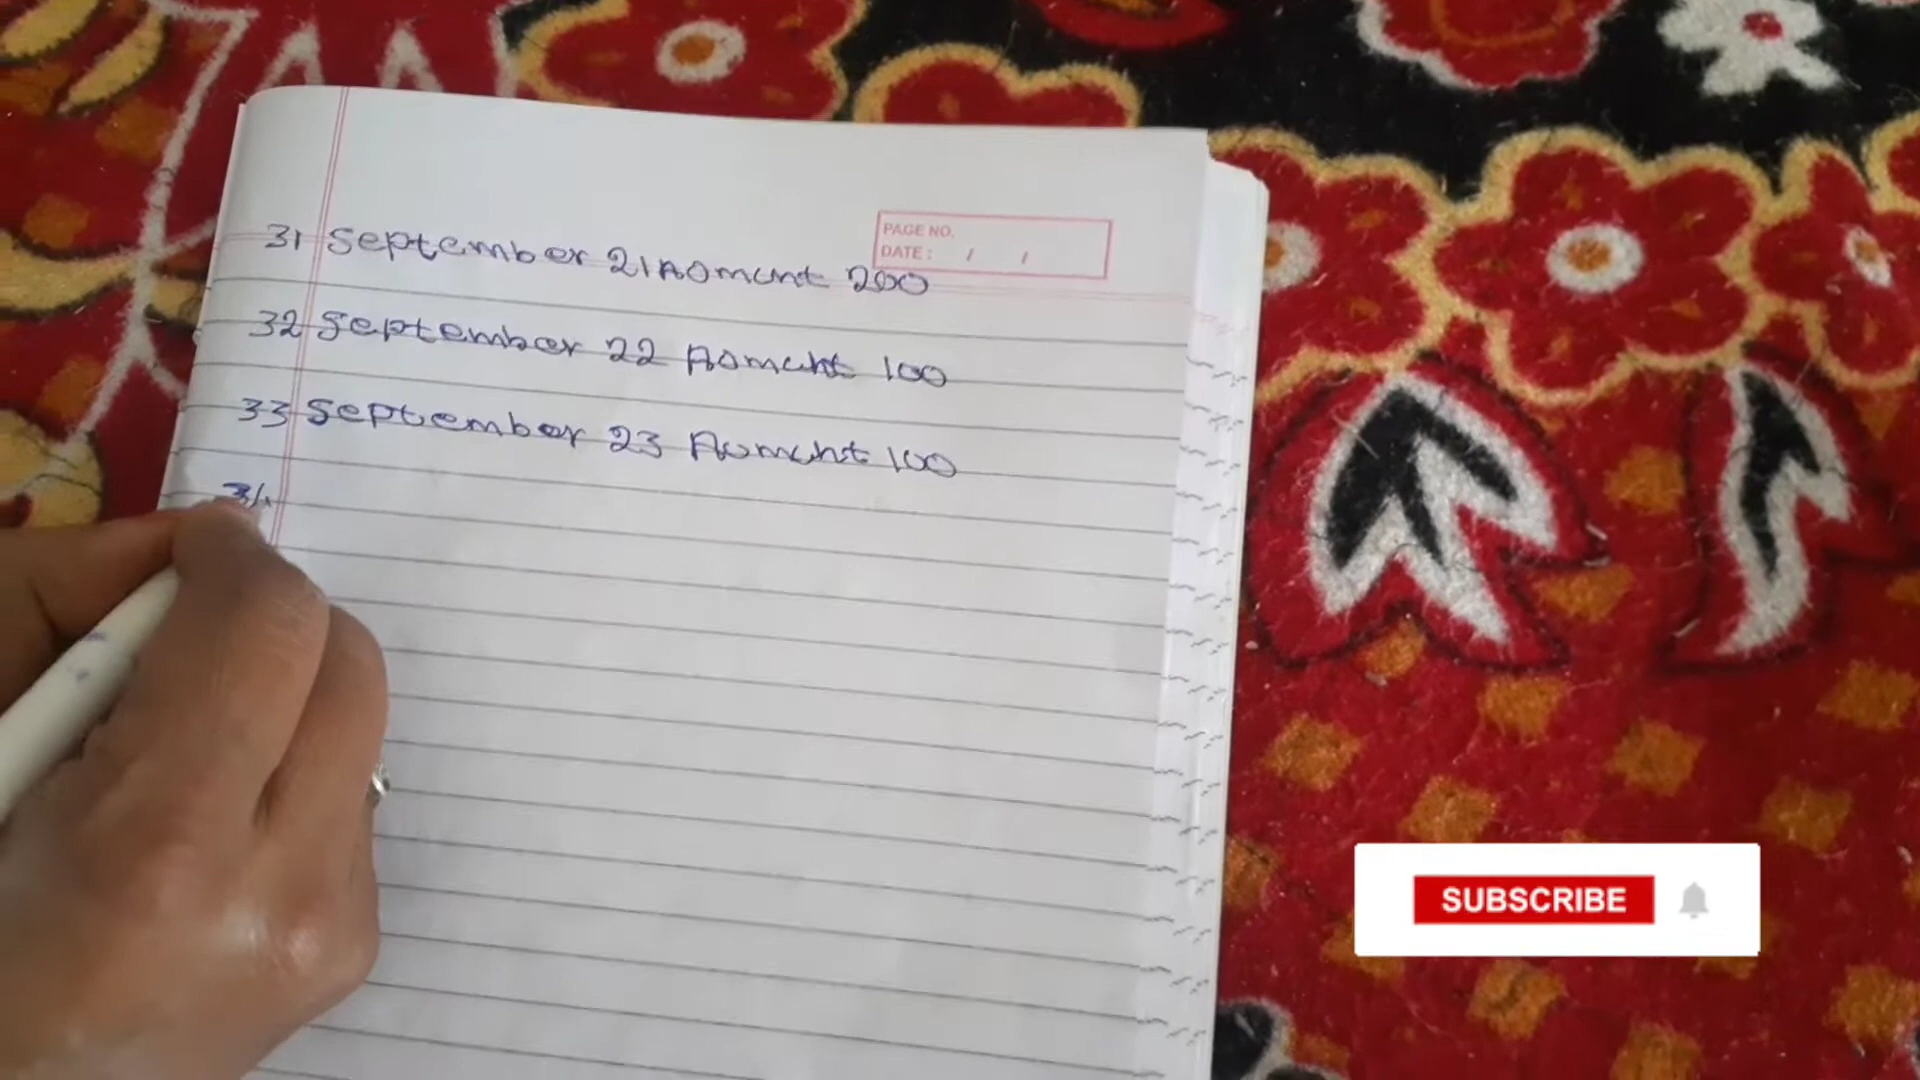 PAGE NO.
DATE : / /
31 September 21 Aomunt 200
32 September 22 Aomunt 100
33 September 23 Aomunt 100
SUBSCRIBE